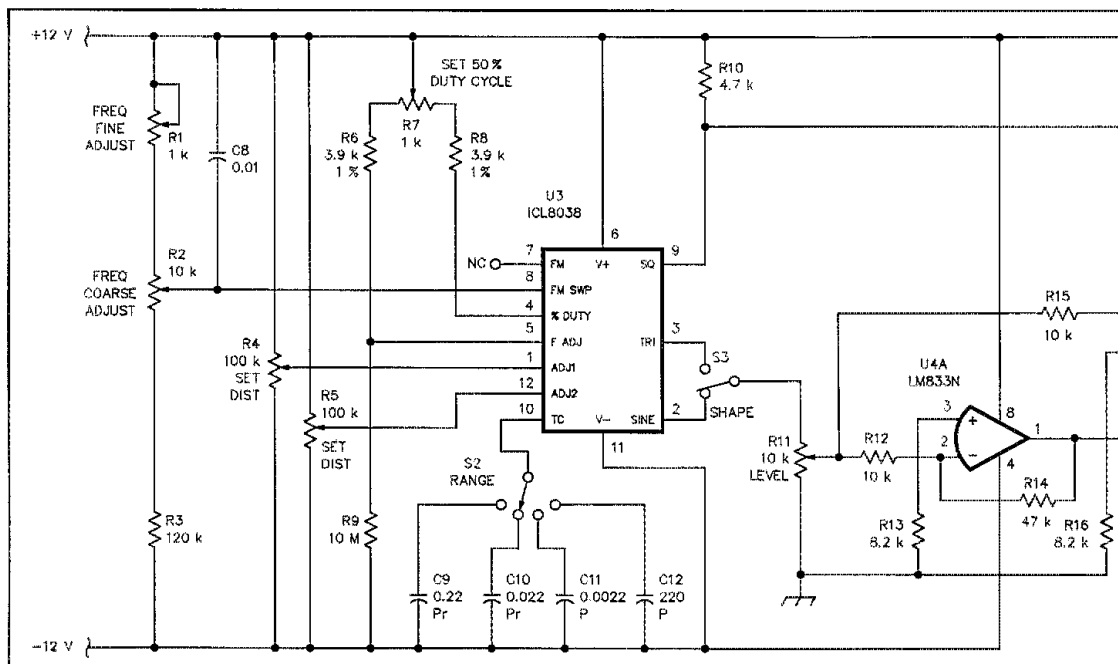 +12 V
FREQ
FINE
ADJUST
R1
1 k
C8
0.01
SET 50%
DUTY CYCLE
R6
3.9 k
1 %
R7
1 k
R8
3.9 k
1%
R10
4.7 k
U3
ICL8038
R2
10 k
FREQ
COARSE
ADJUST
NC
7
8
4
5
1
12
10
6
9
3
2
11
FM
V+
SQ
FM SWP
% DUTY
F ADJ
TRI
ADJ1
ADJ2
TC
V–
SINE
R4
100 k
SET
DIST
R5
100 k
SET
DIST
S3
SHAPE
R15
10 k
U4A
LM833N
3
+
2
–
8
1
4
R11
10 k
LEVEL
R12
10 k
R14
47 k
R13
8.2 k
R16
8.2 k
S2
RANGE
R3
120 k
R9
10 M
C9
0.22
Pr
C10
0.022
Pr
C11
0.0022
P
C12
220
P
–12 V